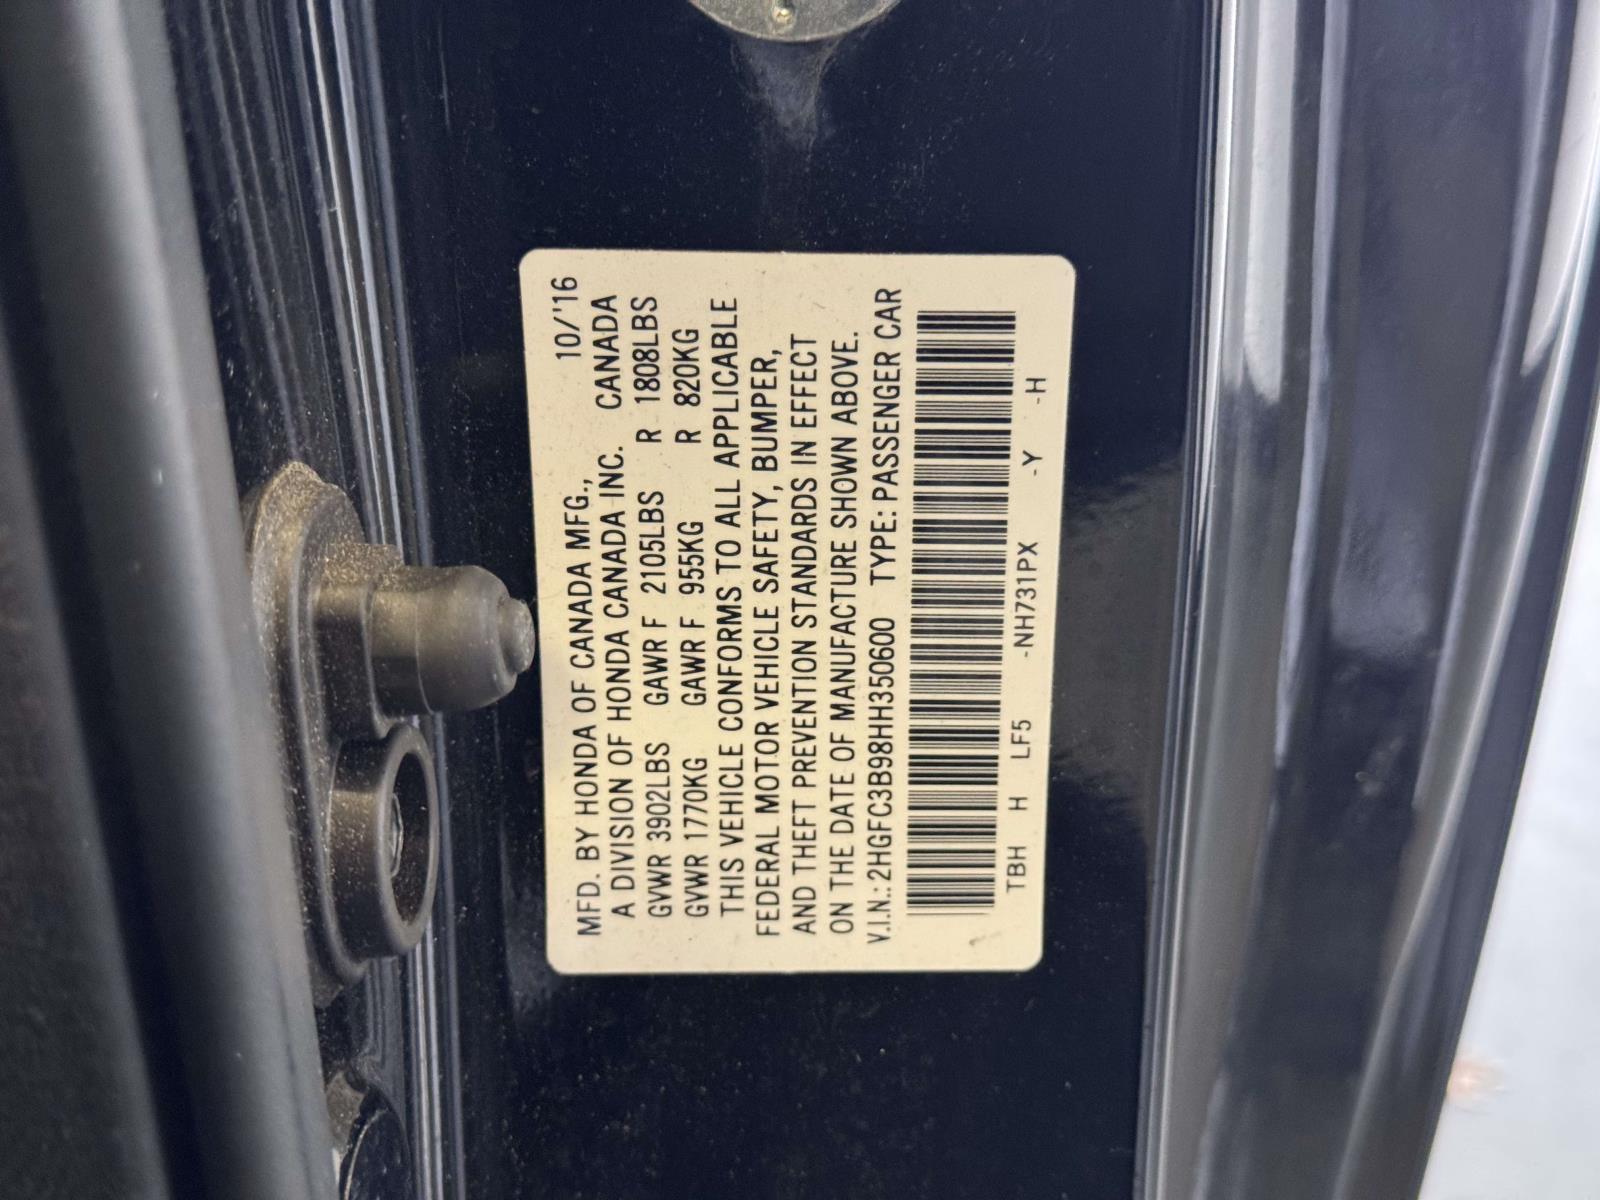 MFD. BY HONDA OF CANADA MFG., 10/'16
A DIVISION OF HONDA CANADA INC. CANADA
GVWR 3902LBS GAWR F 2105LBS R 1808LBS
GVWR 1770KG GAWR F 955KG R 820KG
THIS VEHICLE CONFORMS TO ALL APPLICABLE
FEDERAL MOTOR VEHICLE SAFETY, BUMPER,
AND THEFT PREVENTION STANDARDS IN EFFECT
ON THE DATE OF MANUFACTURE SHOWN ABOVE.
V.I.N.: 2HGFC3B98HH350600 TYPE: PASSENGER CAR
TBH H LF5 -NH731PX -Y -H